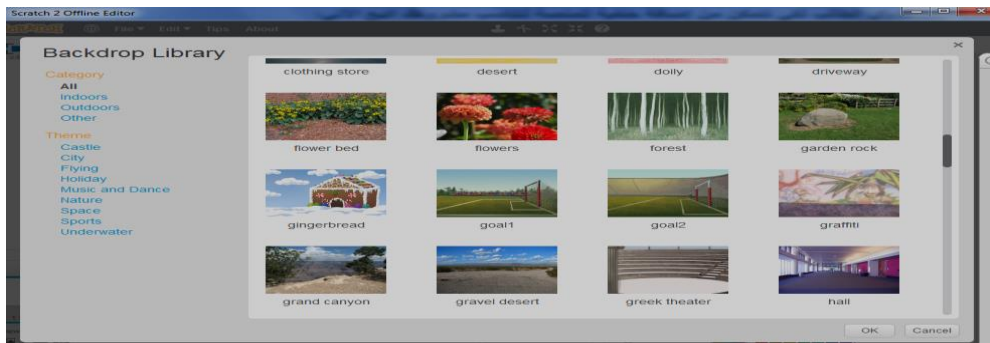 Scratch 2 Offline Editor
SCRATCH File Edit Tips About
Backdrop Library
Category
All
Indoors
Outdoors
Other
Theme
Castle
City
Flying
Holiday
Music and Dance
Nature
Space
Sports
Underwater
clothing store desert doily driveway
flower bed flowers forest garden rock
gingerbread goal1 goal2 graffiti
grand canyon gravel desert greek theater hall
OK Cancel